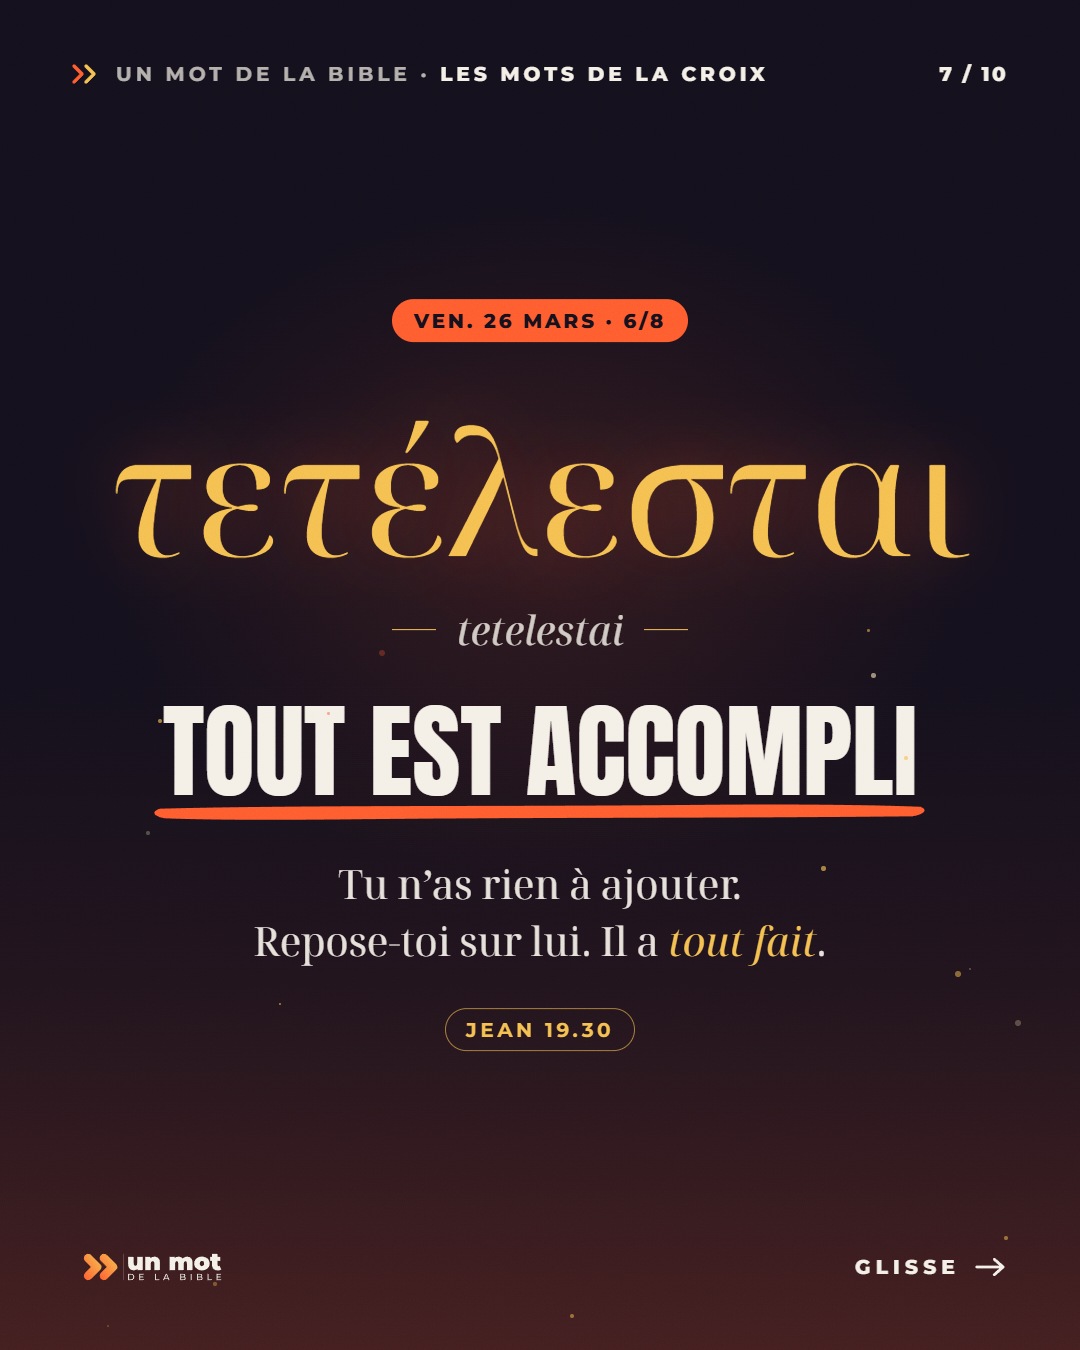 UN MOT DE LA BIBLE · LES MOTS DE LA CROIX
7 / 10
VEN. 26 MARS · 6/8
τετέλεσται
tetelestai
TOUT EST ACCOMPLI
Tu n’as rien à ajouter.
Repose-toi sur lui. Il a tout fait.
JEAN 19.30
un mot
DE LA BIBLE
GLISSE →